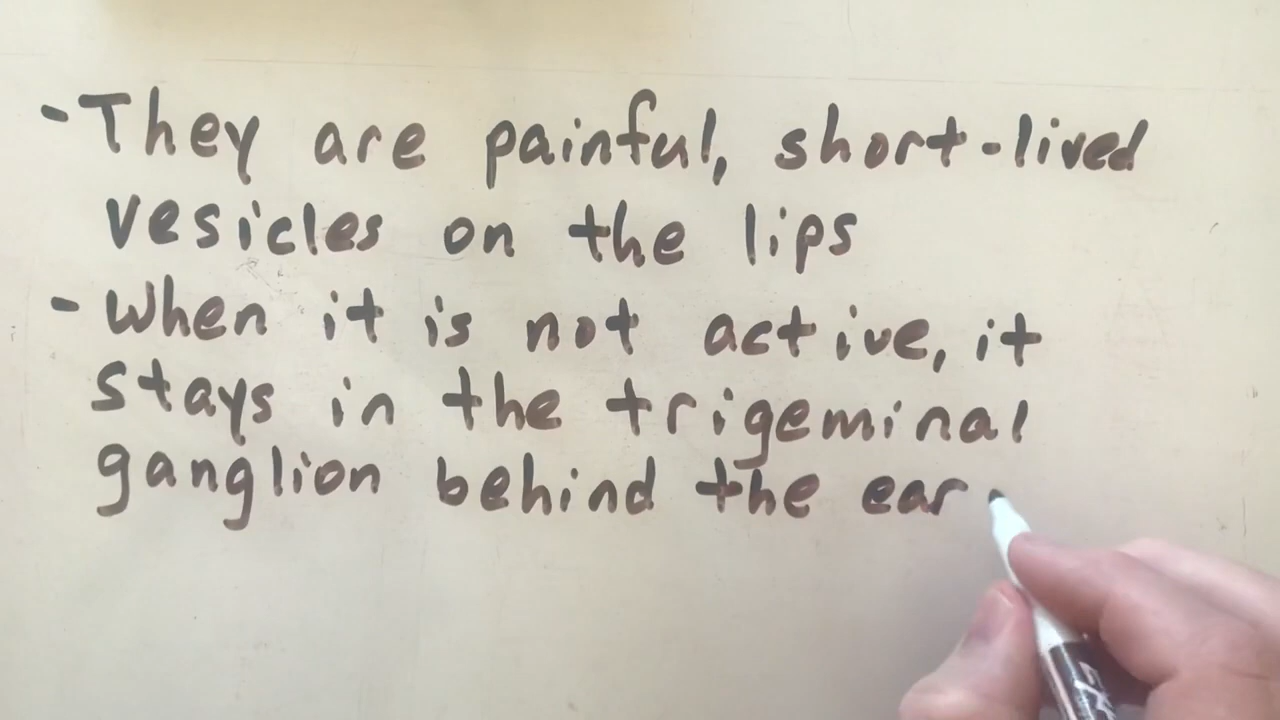 - They are painful, short-lived
vesicles on the lips
- When it is not active, it
stays in the trigeminal
ganglion behind the ear